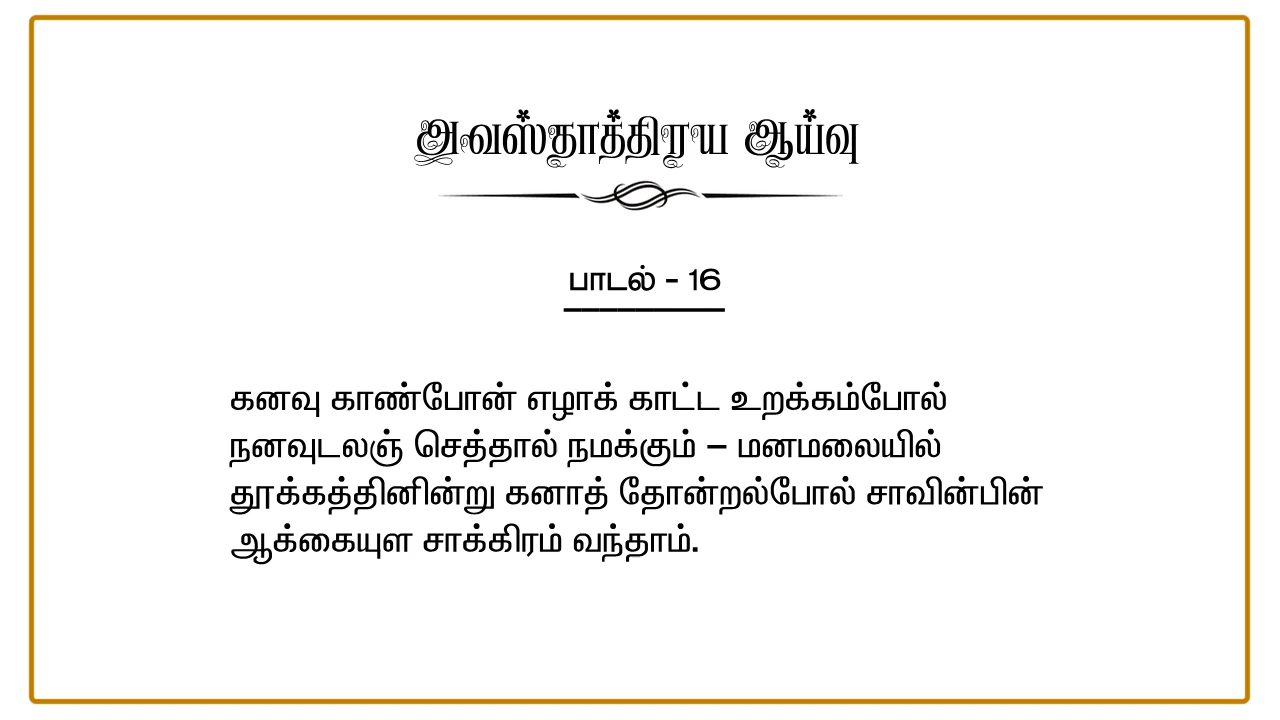 அவஸ்தாத்திரய ஆய்வு
பாடல் - 16
கனவு காண்போன் எழாக் காட்ட உறக்கம்போல்
நனவுடலஞ் செத்தால் நமக்கும் – மனமலையில்
தூக்கத்தினின்று கனாத் தோன்றல்போல் சாவின்பின்
ஆக்கையுள சாக்கிரம் வந்தாம்.